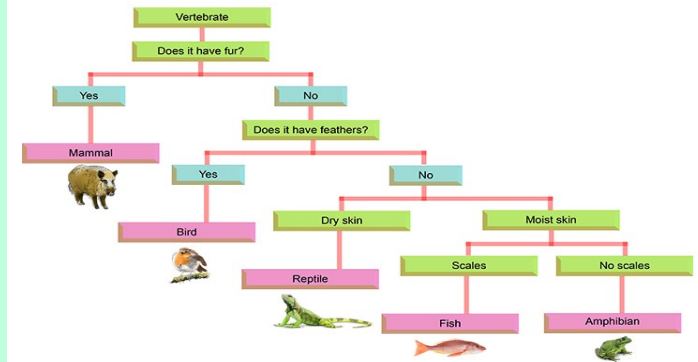 Vertebrate
Does it have fur?
Yes
No
Does it have feathers?
Mammal
Yes
No
Dry skin
Moist skin
Bird
Scales
No scales
Reptile
Fish
Amphibian